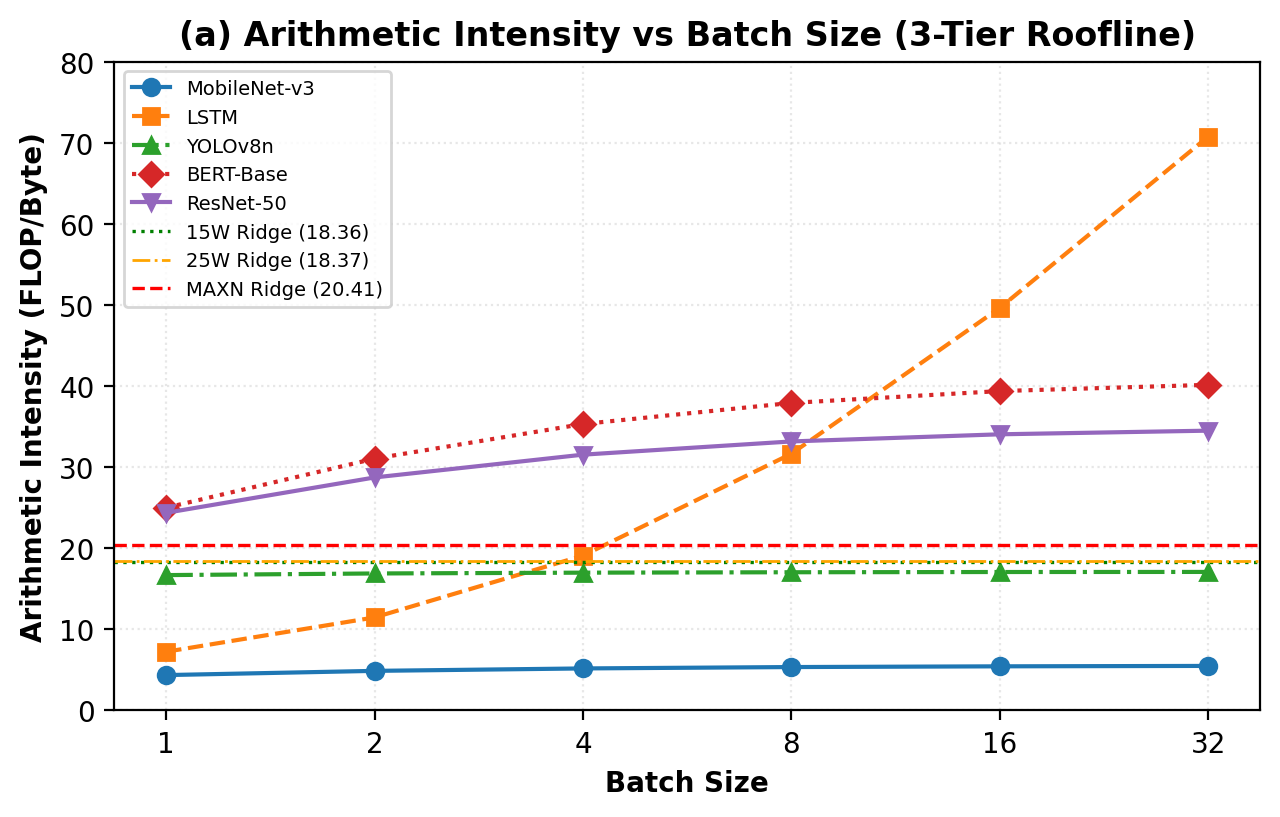 (a) Arithmetic Intensity vs Batch Size (3-Tier Roofline)
Arithmetic Intensity (FLOP/Byte)
80
70
60
50
40
30
20
10
0
MobileNet-v3
LSTM
YOLOv8n
BERT-Base
ResNet-50
15W Ridge (18.36)
25W Ridge (18.37)
MAXN Ridge (20.41)
1 2 4 8 16 32
Batch Size